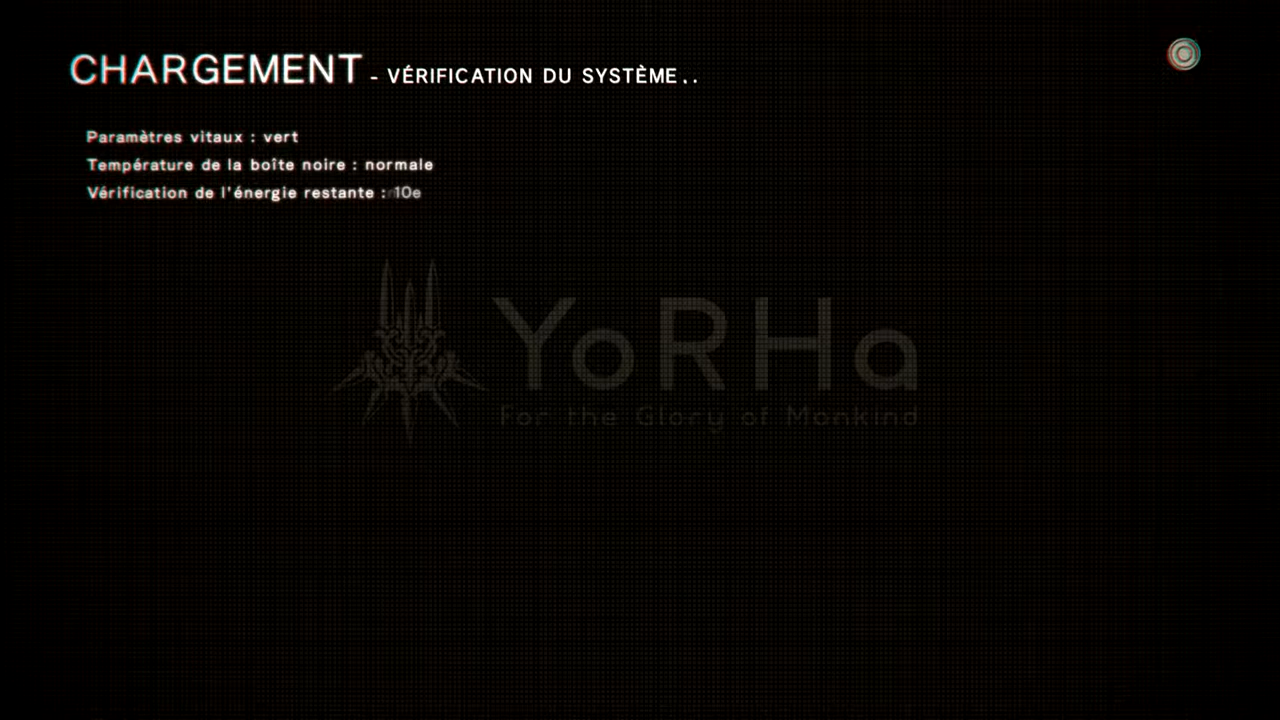 CHARGEMENT - VÉRIFICATION DU SYSTÈME..
Paramètres vitaux : vert
Température de la boîte noire : normale
Vérification de l'énergie restante :
YoRHa
For the Glory of Mankind